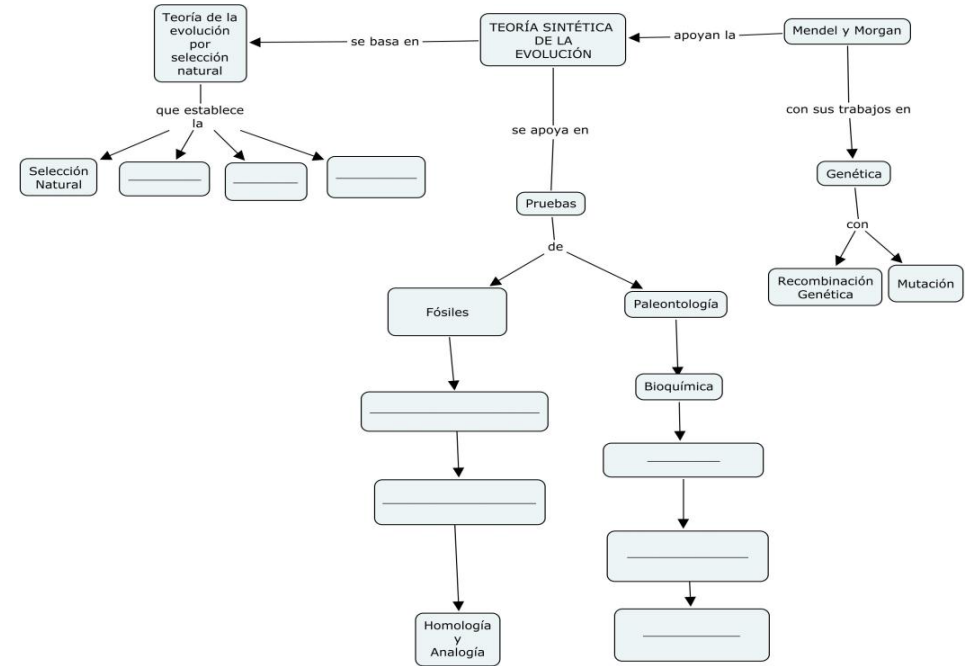 Teoría de la
evolución
por
selección
natural
se basa en
TEORÍA SINTÉTICA
DE LA
EVOLUCIÓN
apoyan la
Mendel y Morgan
que establece
la
con sus trabajos en
se apoya en
Selección
Natural
Genética
Pruebas
con
de
Recombinación
Genética
Mutación
Fósiles
Paleontología
Bioquímica
Homología
y
Analogía